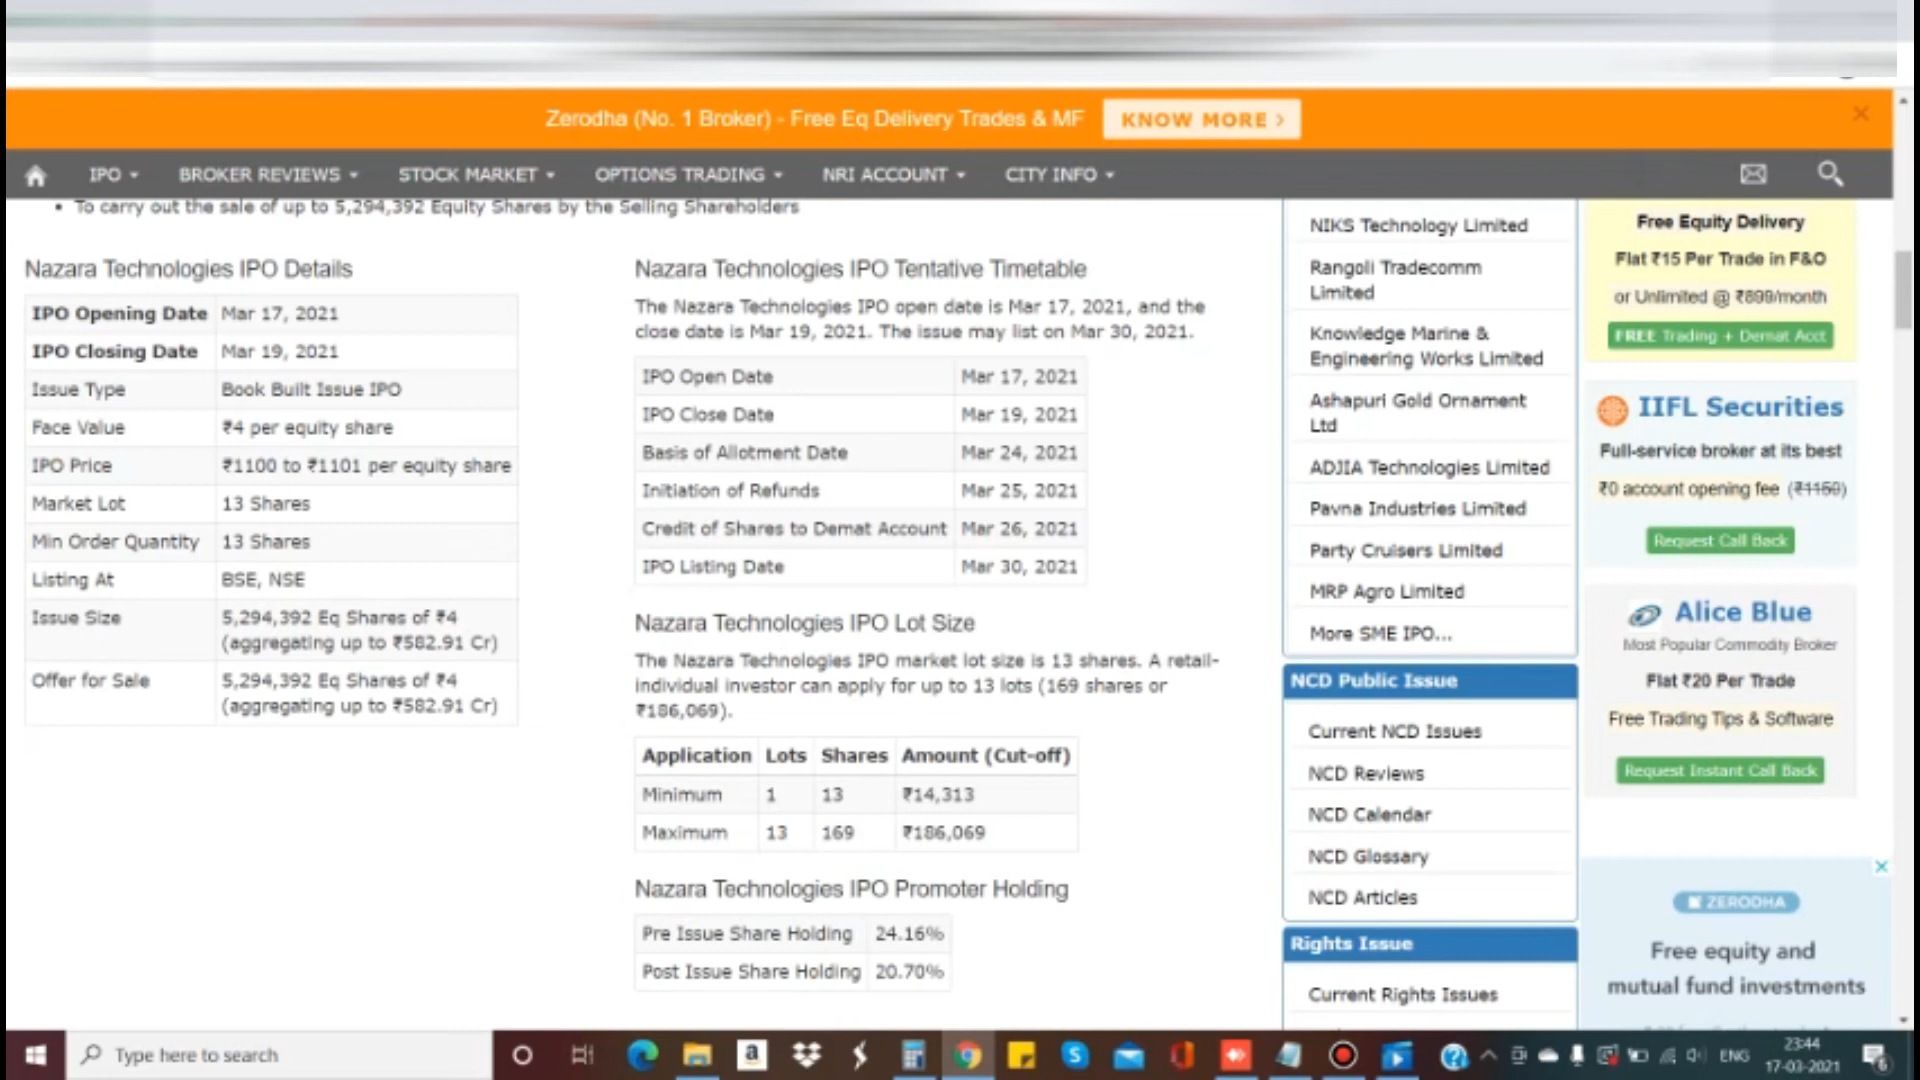 Zerodha (No. 1 Broker) - Free Eq Delivery Trades & MF KNOW MORE >
IPO BROKER REVIEWS STOCK MARKET OPTIONS TRADING NRI ACCOUNT CITY INFO
• To carry out the sale of up to 5,294,392 Equity Shares by the Selling Shareholders
Nazara Technologies IPO Details
IPO Opening Date Mar 17, 2021
IPO Closing Date Mar 19, 2021
Issue Type Book Built Issue IPO
Face Value ₹4 per equity share
IPO Price ₹1100 to ₹1101 per equity share
Market Lot 13 Shares
Min Order Quantity 13 Shares
Listing At BSE, NSE
Issue Size 5,294,392 Eq Shares of ₹4
(aggregating up to ₹582.91 Cr)
Offer for Sale 5,294,392 Eq Shares of ₹4
(aggregating up to ₹582.91 Cr)
Nazara Technologies IPO Tentative Timetable
The Nazara Technologies IPO open date is Mar 17, 2021, and the
close date is Mar 19, 2021. The issue may list on Mar 30, 2021.
IPO Open Date Mar 17, 2021
IPO Close Date Mar 19, 2021
Basis of Allotment Date Mar 24, 2021
Initiation of Refunds Mar 25, 2021
Credit of Shares to Demat Account Mar 26, 2021
IPO Listing Date Mar 30, 2021
Nazara Technologies IPO Lot Size
The Nazara Technologies IPO market lot size is 13 shares. A retail-
individual investor can apply for up to 13 lots (169 shares or
₹186,069).
Application Lots Shares Amount (Cut-off)
Minimum 1 13 ₹14,313
Maximum 13 169 ₹186,069
Nazara Technologies IPO Promoter Holding
Pre Issue Share Holding 24.16%
Post Issue Share Holding 20.70%
NIKS Technology Limited
Rangoli Tradecomm
Limited
Knowledge Marine &
Engineering Works Limited
Ashapuri Gold Ornament
Ltd
ADJIA Technologies Limited
Pavna Industries Limited
Party Cruisers Limited
MRP Agro Limited
More SME IPO...
NCD Public Issue
Current NCD Issues
NCD Reviews
NCD Calendar
NCD Glossary
NCD Articles
Rights Issue
Current Rights Issues
Free Equity Delivery
Flat ₹15 Per Trade in F&O
or Unlimited @ ₹899/month
FREE Trading + Demat Acct
IIFL Securities
Full-service broker at its best
₹0 account opening fee (₹1150)
Request Call Back
Alice Blue
Most Popular Commodity Broker
Flat ₹20 Per Trade
Free Trading Tips & Software
Request Instant Call Back
ZERODHA
Free equity and
mutual fund investments
Type here to search
ENG
23:44
17-03-2021